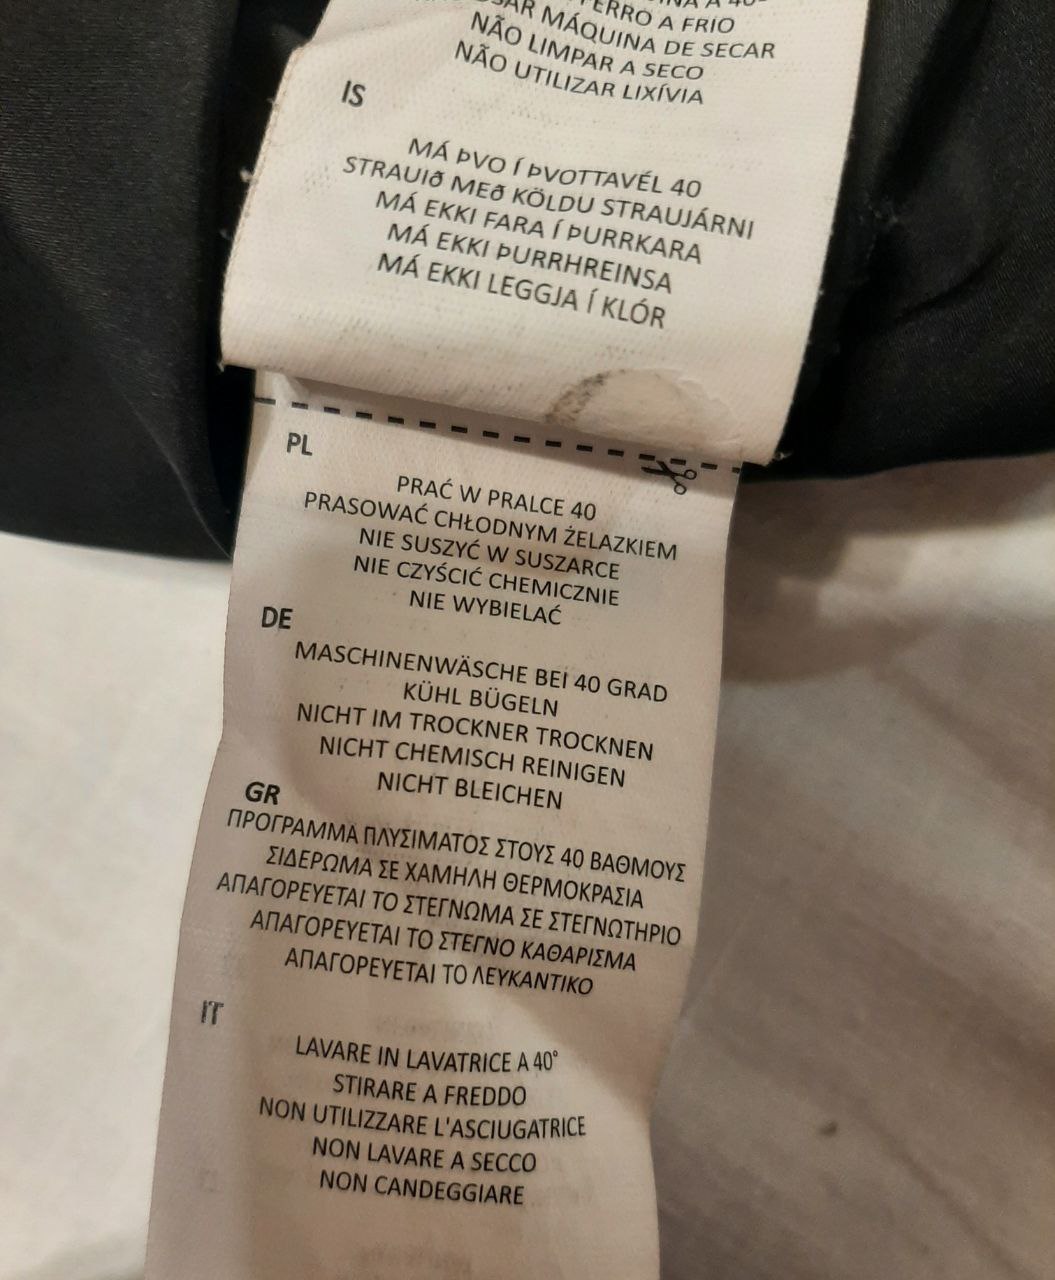 A 40°
FERRO A FRIO
MÁQUINA DE SECAR
NÃO LIMPAR A SECO
NÃO UTILIZAR LIXÍVIA
IS
MÁ ÞVO Í ÞVOTTAVÉL 40
STRAUIð MEð KÖLDU STRAUJÁRNI
MÁ EKKI FARA Í ÞURRKARA
MÁ EKKI ÞURRHREINSA
MÁ EKKI LEGGJA Í KLÓR
PL
PRAĆ W PRALCE 40
PRASOWAĆ CHŁODNYM ŻELAZKIEM
NIE SUSZYĆ W SUSZARCE
NIE CZYŚCIĆ CHEMICZNIE
NIE WYBIELAĆ
DE
MASCHINENWÄSCHE BEI 40 GRAD
KÜHL BÜGELN
NICHT IM TROCKNER TROCKNEN
NICHT CHEMISCH REINIGEN
NICHT BLEICHEN
GR
ΠΡΟΓΡΑΜΜΑ ΠΛΥΣΙΜΑΤΟΣ ΣΤΟΥΣ 40 ΒΑΘΜΟΥΣ
ΣΙΔΕΡΩΜΑ ΣΕ ΧΑΜΗΛΗ ΘΕΡΜΟΚΡΑΣΙΑ
ΑΠΑΓΟΡΕΥΕΤΑΙ ΤΟ ΣΤΕΓΝΩΜΑ ΣΕ ΣΤΕΓΝΩΤΗΡΙΟ
ΑΠΑΓΟΡΕΥΕΤΑΙ ΤΟ ΣΤΕΓΝΟ ΚΑΘΑΡΙΣΜΑ
ΑΠΑΓΟΡΕΥΕΤΑΙ ΤΟ ΛΕΥΚΑΝΤΙΚΟ
IT
LAVARE IN LAVATRICE A 40°
STIRARE A FREDDO
NON UTILIZZARE L'ASCIUGATRICE
NON LAVARE A SECCO
NON CANDEGGIARE